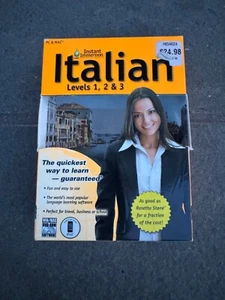 PC & MAC
Instant
Immersion
$24.98
Italian
Levels 1, 2 & 3
The quickest
way to learn
— guaranteed!
• Fun and easy to use
• The world's most popular
language learning software
• Perfect for travel, business or school
As good as
Rosetta Stone
for a fraction
of the cost!